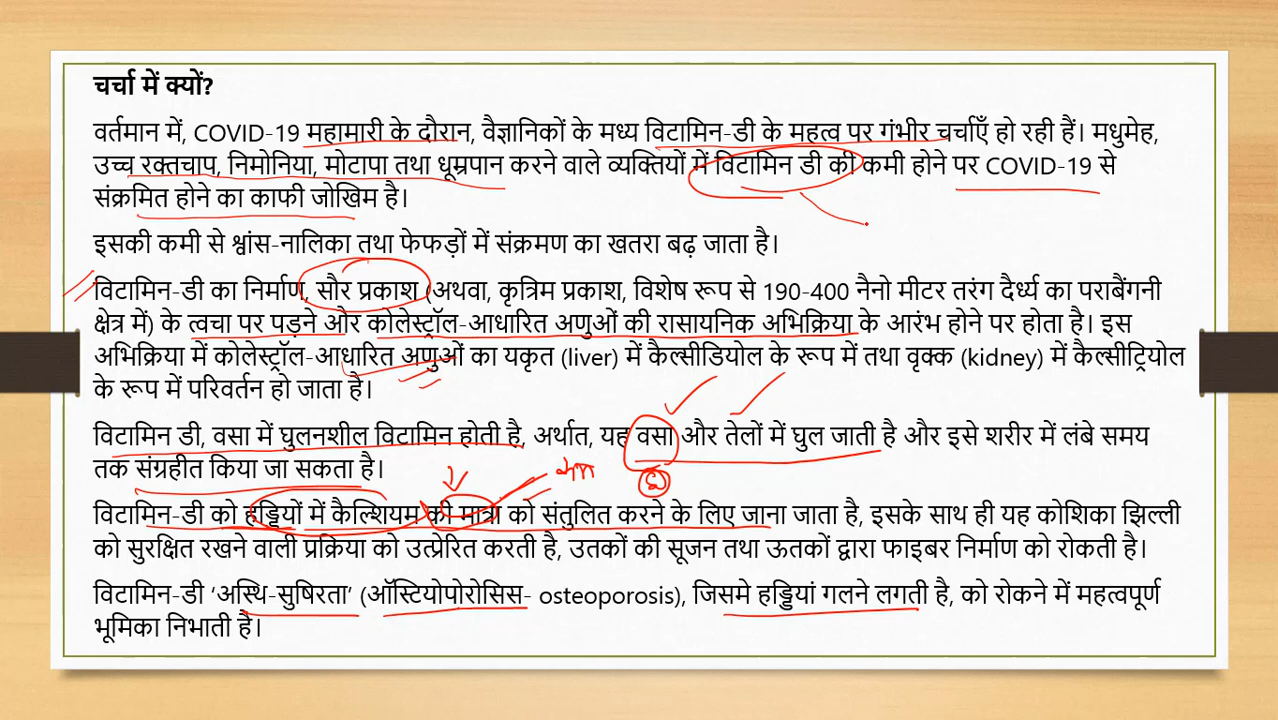 चर्चा में क्यों?
वर्तमान में, COVID-19 महामारी के दौरान, वैज्ञानिकों के मध्य विटामिन-डी के महत्व पर गंभीर चर्चाएँ हो रही हैं। मधुमेह,
उच्च रक्तचाप, निमोनिया, मोटापा तथा धूम्रपान करने वाले व्यक्तियों में विटामिन डी की कमी होने पर COVID-19 से
संक्रमित होने का काफी जोखिम है।
इसकी कमी से श्वांस-नालिका तथा फेफड़ों में संक्रमण का खतरा बढ़ जाता है।
विटामिन-डी का निर्माण, सौर प्रकाश (अथवा, कृत्रिम प्रकाश, विशेष रूप से 190-400 नैनो मीटर तरंग दैर्ध्य का पराबैंगनी
क्षेत्र में) के त्वचा पर पड़ने और कोलेस्ट्रॉल-आधारित अणुओं की रासायनिक अभिक्रिया के आरंभ होने पर होता है। इस
अभिक्रिया में कोलेस्ट्रॉल-आधारित अणुओं का यकृत (liver) में कैल्सीडियोल के रूप में तथा वृक्क (kidney) में कैल्सीट्रियोल
के रूप में परिवर्तन हो जाता है।
विटामिन डी, वसा में घुलनशील विटामिन होती है, अर्थात, यह वसा और तेलों में घुल जाती है और इसे शरीर में लंबे समय
तक संग्रहीत किया जा सकता है।
विटामिन-डी को हड्डियों में कैल्शियम की मात्रा को संतुलित करने के लिए जाना जाता है, इसके साथ ही यह कोशिका झिल्ली
को सुरक्षित रखने वाली प्रक्रिया को उत्प्रेरित करती है, उतकों की सूजन तथा ऊतकों द्वारा फाइबर निर्माण को रोकती है।
विटामिन-डी ‘अस्थि-सुषिरता’ (ऑस्टियोपोरोसिस- osteoporosis), जिसमे हड्डियां गलने लगती है, को रोकने में महत्वपूर्ण
भूमिका निभाती है।